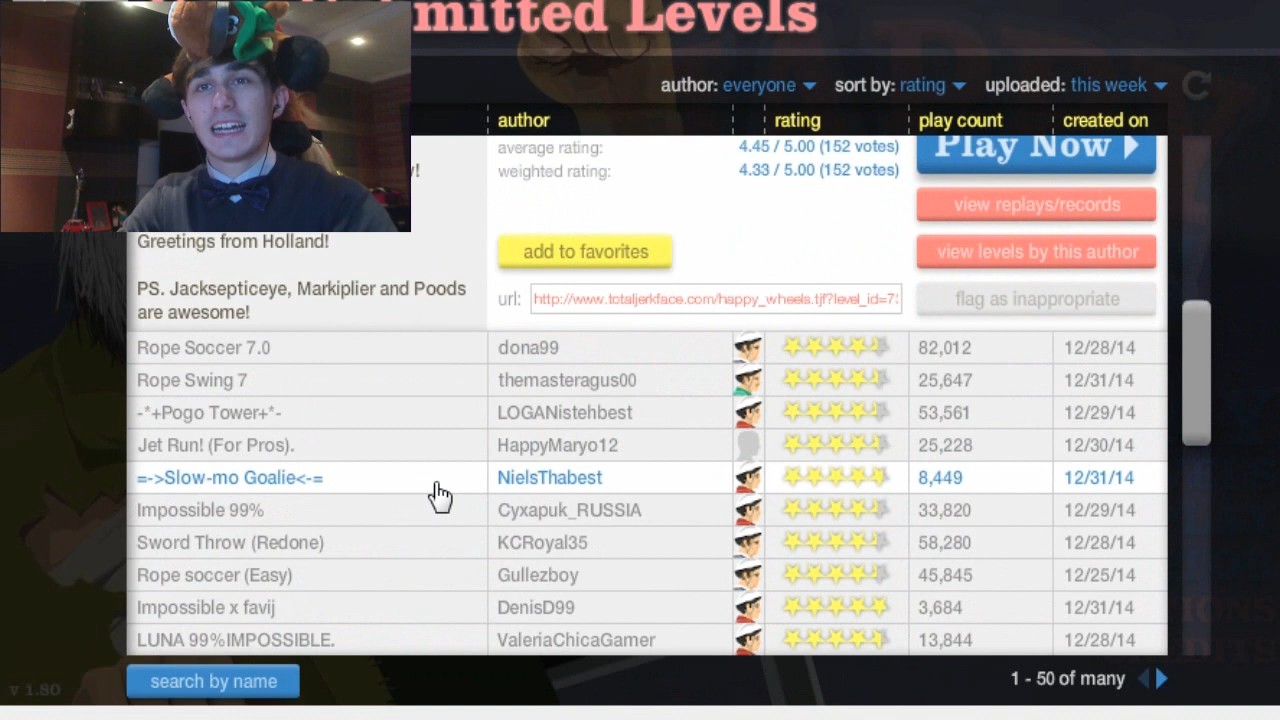 mitted Levels
author: everyone sort by: rating uploaded: this week
author rating play count created on
average rating: 4.45 / 5.00 (152 votes) Play Now
weighted rating: 4.33 / 5.00 (152 votes)
view replays/records
Greetings from Holland! add to favorites view levels by this author
PS. Jacksepticeye, Markiplier and Poods
are awesome!
url: http://www.totaljerkface.com/happy_wheels.tjf?level_id=7 flag as inappropriate
Rope Soccer 7.0 dona99 82,012 12/28/14
Rope Swing 7 themasteragus00 25,647 12/31/14
-*+Pogo Tower+*- LOGANistehbest 53,561 12/29/14
Jet Run! (For Pros). HappyMaryo12 25,228 12/30/14
=->Slow-mo Goalie<-= NielsThabest 8,449 12/31/14
Impossible 99% Cyxapuk_RUSSIA 33,820 12/29/14
Sword Throw (Redone) KCRoyal35 58,280 12/28/14
Rope soccer (Easy) Gullezboy 45,845 12/25/14
Impossible x favij DenisD99 3,684 12/31/14
LUNA 99%IMPOSSIBLE. ValeriaChicaGamer 13,844 12/28/14
v 1.80 search by name 1 - 50 of many